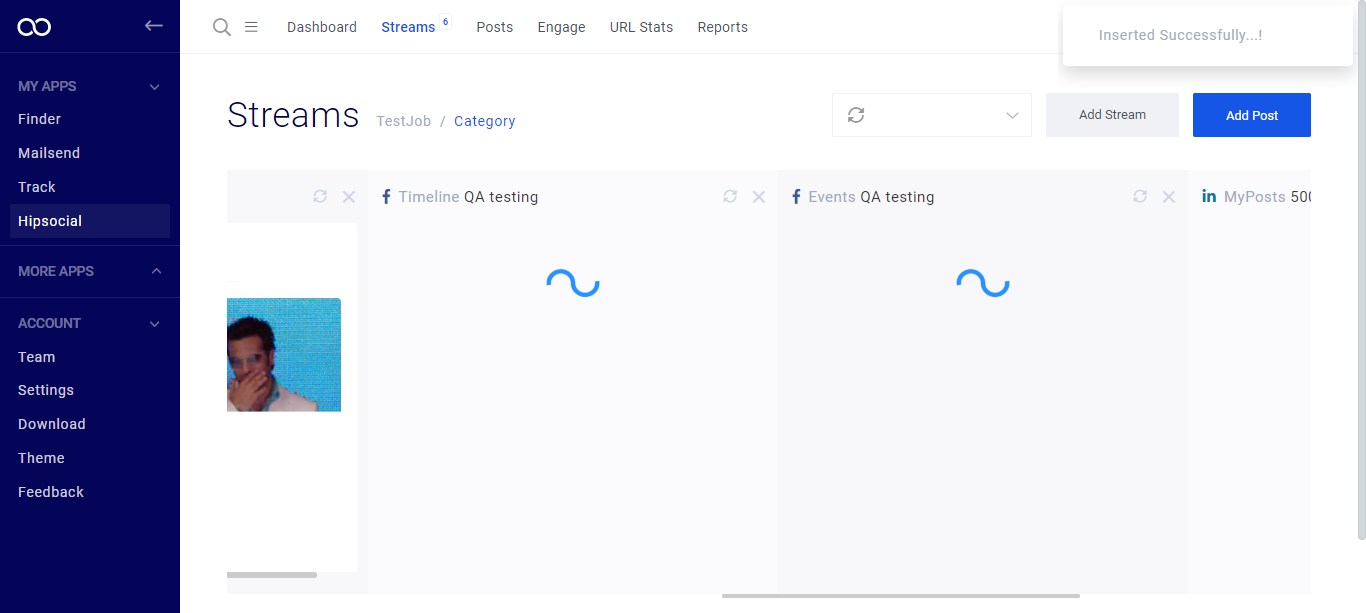 Dashboard Streams 6 Posts Engage URL Stats Reports
Inserted Successfully...!
MY APPS
Finder
Mailsend
Track
Hipsocial
MORE APPS
ACCOUNT
Team
Settings
Download
Theme
Feedback
Streams TestJob / Category
Add Stream
Add Post
Timeline QA testing
Events QA testing
MyPosts 500